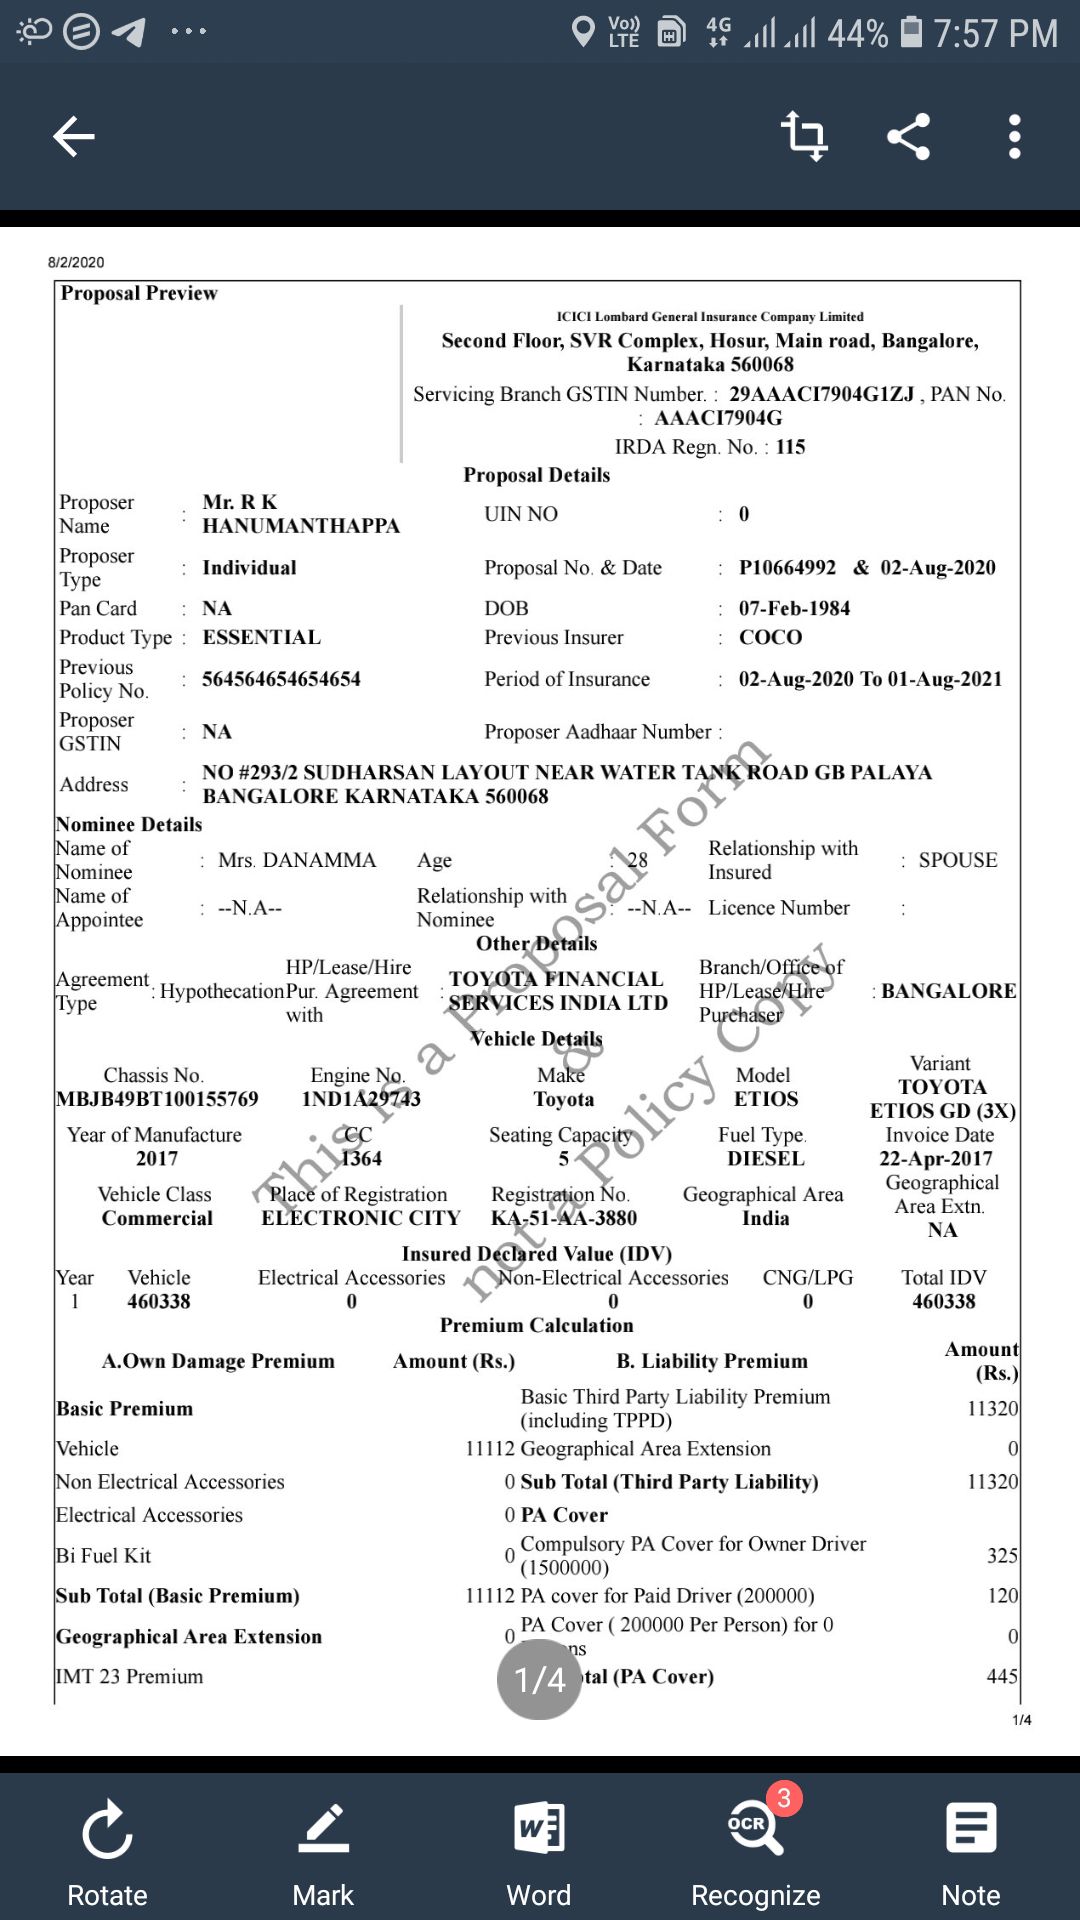 Vo)) LTE 4G 44% 7:57 PM
8/2/2020
Proposal Preview
ICICI Lombard General Insurance Company Limited
Second Floor, SVR Complex, Hosur, Main road, Bangalore,
Karnataka 560068
Servicing Branch GSTIN Number. : 29AAACI7904G1ZJ , PAN No.
: AAACI7904G
IRDA Regn. No. : 115
Proposal Details
Proposer Name : Mr. R K HANUMANTHAPPA UIN NO : 0
Proposer Type : Individual Proposal No. & Date : P10664992 & 02-Aug-2020
Pan Card : NA DOB : 07-Feb-1984
Product Type : ESSENTIAL Previous Insurer : COCO
Previous Policy No. : 564564654654654 Period of Insurance : 02-Aug-2020 To 01-Aug-2021
Proposer GSTIN : NA Proposer Aadhaar Number :
Address : NO #293/2 SUDHARSAN LAYOUT NEAR WATER TANK ROAD GB PALAYA
BANGALORE KARNATAKA 560068
Nominee Details
Name of Nominee : Mrs. DANAMMA Age : 28 Relationship with Insured : SPOUSE
Name of Appointee : --N.A-- Relationship with Nominee : --N.A-- Licence Number :
Other Details
Agreement Type : Hypothecation HP/Lease/Hire Pur. Agreement with : TOYOTA FINANCIAL SERVICES INDIA LTD Branch/Office of HP/Lease/Hire Purchaser : BANGALORE
Vehicle Details
Chassis No. Engine No. Make Model Variant
MBJB49BT100155769 1ND1A29743 Toyota ETIOS TOYOTA ETIOS GD (3X)
Year of Manufacture CC Seating Capacity Fuel Type. Invoice Date
2017 1364 5 DIESEL 22-Apr-2017
Vehicle Class Place of Registration Registration No. Geographical Area Geographical Area Extn.
Commercial ELECTRONIC CITY KA-51-AA-3880 India NA
Insured Declared Value (IDV)
Year Vehicle Electrical Accessories Non-Electrical Accessories CNG/LPG Total IDV
1 460338 0 0 0 460338
Premium Calculation
A.Own Damage Premium Amount (Rs.) B. Liability Premium Amount (Rs.)
Basic Premium Basic Third Party Liability Premium (including TPPD) 11320
Vehicle 11112 Geographical Area Extension 0
Non Electrical Accessories 0 Sub Total (Third Party Liability) 11320
Electrical Accessories 0 PA Cover
Bi Fuel Kit 0 Compulsory PA Cover for Owner Driver (1500000) 325
Sub Total (Basic Premium) 11112 PA cover for Paid Driver (200000) 120
Geographical Area Extension 0 PA Cover ( 200000 Per Person) for 0 0
IMT 23 Premium (PA Cover) 445
This is a Proposal Form
&
not a Policy Copy
1/4
1/4
3
OCR
Rotate Mark Word Recognize Note